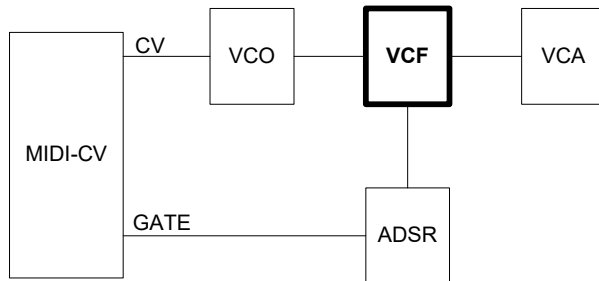 CV
VCO
VCF
VCA
MIDI-CV
GATE
ADSR